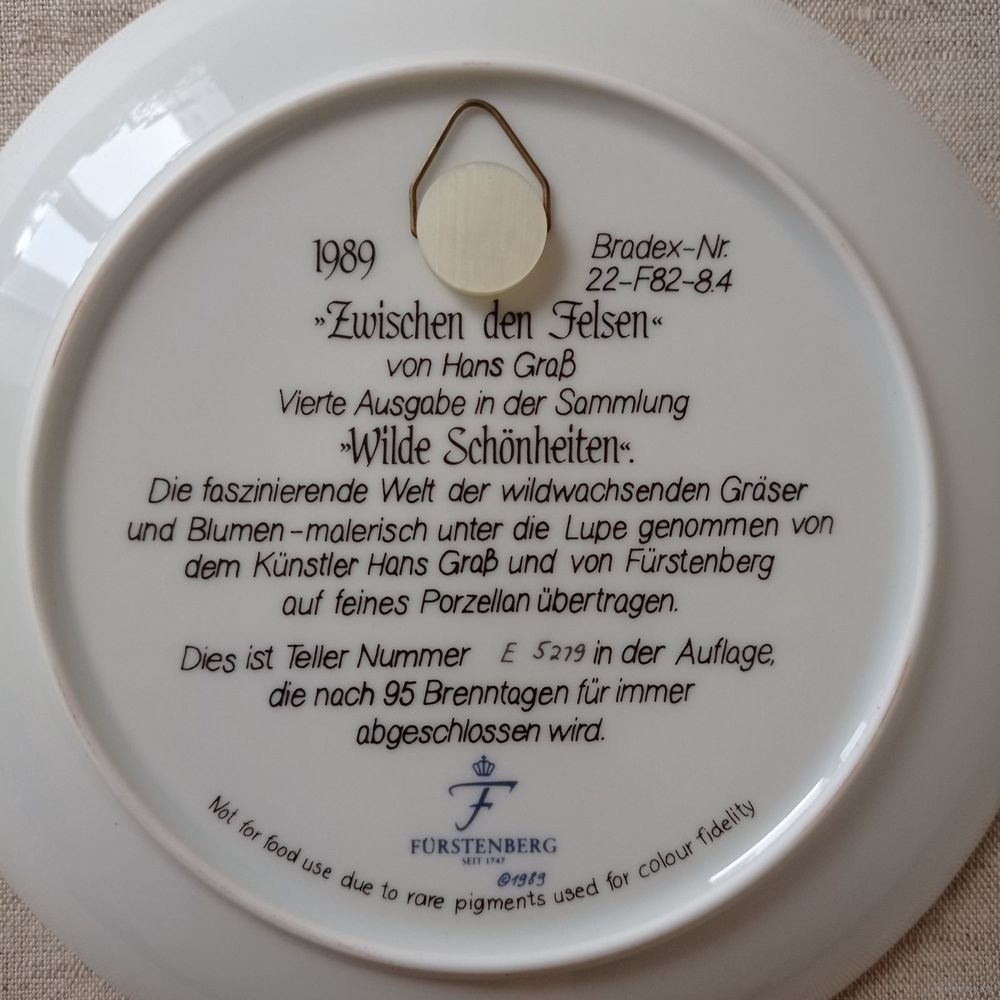 1989
Bradex-Nr.
22-F82-8.4
»Zwischen den Felsen«
von Hans Graß
Vierte Ausgabe in der Sammlung
»Wilde Schönheiten«.
Die faszinierende Welt der wildwachsenden Gräser
und Blumen-malerisch unter die Lupe genommen von
dem Künstler Hans Graß und von Fürstenberg
auf feines Porzellan übertragen.
Dies ist Teller Nummer E 5279 in der Auflage,
die nach 95 Brenntagen für immer
abgeschlossen wird.
F
FÜRSTENBERG
SEIT 1747
©1989
Not for food use due to rare pigments used for colour fidelity